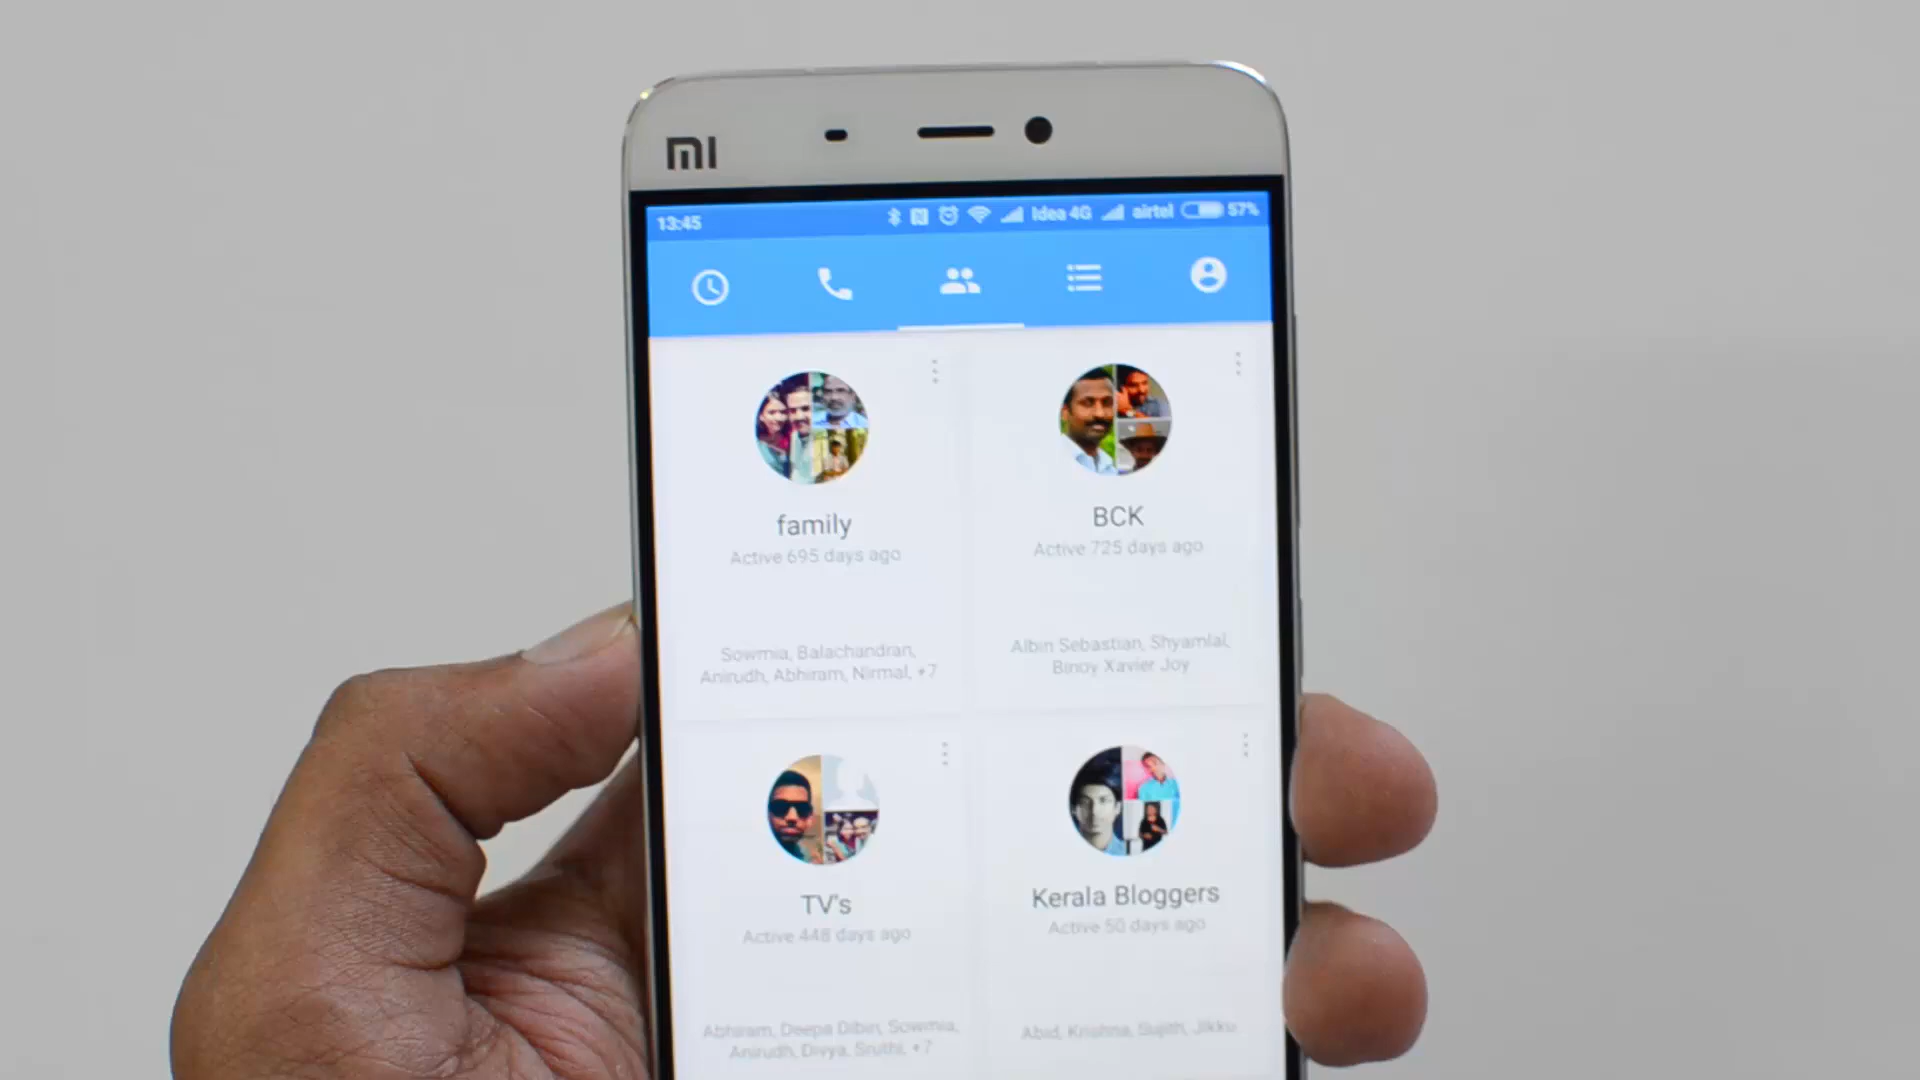 MI
13:45 Idea 4G airtel 57%
family
Active 695 days ago
Sowmia, Balachandran,
Anirudh, Abhiram, Nirmal, +7
BCK
Active 725 days ago
Albin Sebastian, Shyamlal,
Binoy Xavier Joy
TV's
Active 448 days ago
Abhiram, Deepa Dibin, Sowmia,
Anirudh, Divya, Sruthi, +7
Kerala Bloggers
Active 50 days ago
Abid, Krishna, Sujith, Jikku